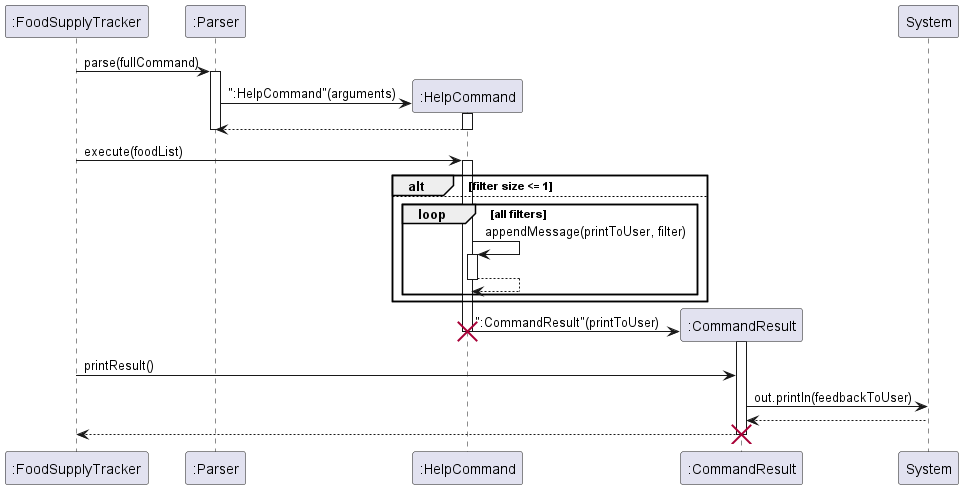 :FoodSupplyTracker
:Parser
System
parse(fullCommand)
":HelpCommand"(arguments)
:HelpCommand
execute(foodList)
alt
[filter size <= 1]
loop
[all filters]
appendMessage(printToUser, filter)
":CommandResult"(printToUser)
:CommandResult
printResult()
out.println(feedbackToUser)
:FoodSupplyTracker
:Parser
:HelpCommand
:CommandResult
System